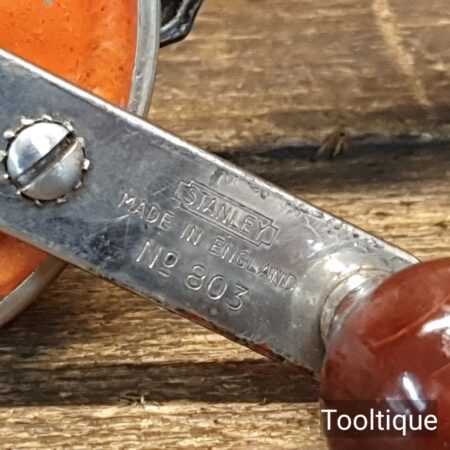 STANLEY
MADE IN ENGLAND
Nº 803
Tooltique